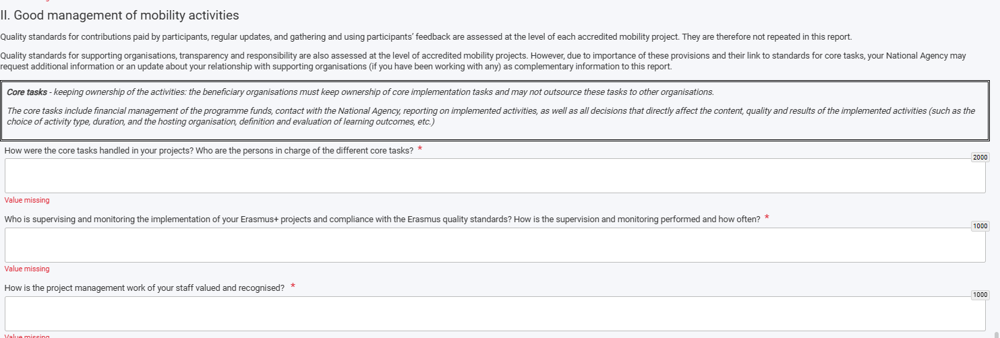 II. Good management of mobility activities
Quality standards for contributions paid by participants, regular updates, and gathering and using participants' feedback are assessed at the level of each accredited mobility project. They are therefore not repeated in this report.
Quality standards for supporting organisations, transparency and responsibility are also assessed at the level of accredited mobility projects. However, due to importance of these provisions and their link to standards for core tasks, your National Agency may
request additional information or an update about your relationship with supporting organisations (if you have been working with any) as complementary information to this report.
Core tasks - keeping ownership of the activities: the beneficiary organisations must keep ownership of core implementation tasks and may not outsource these tasks to other organisations.
The core tasks include financial management of the programme funds, contact with the National Agency, reporting on implemented activities, as well as all decisions that directly affect the content, quality and results of the implemented activities (such as the
choice of activity type, duration, and the hosting organisation, definition and evaluation of learning outcomes, etc.)
How were the core tasks handled in your projects? Who are the persons in charge of the different core tasks? *
2000
Value missing
Who is supervising and monitoring the implementation of your Erasmus+ projects and compliance with the Erasmus quality standards? How is the supervision and monitoring performed and how often? *
1000
Value missing
How is the project management work of your staff valued and recognised? *
1000
Value missing